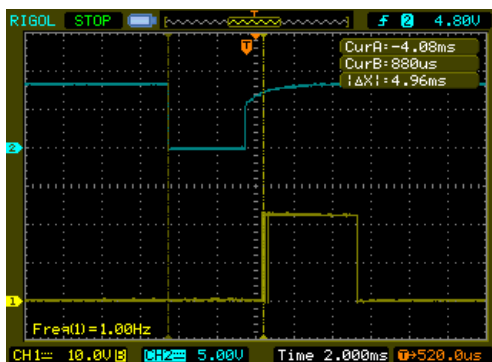 RIGOL STOP T f 2 4.80V
T
CurA=-4.08ms
CurB=880us
|ΔX|=4.96ms
2
1
Freq(1)=1.00Hz
CH1 10.0V B CH2 5.00V Time 2.000ms T→520.0us